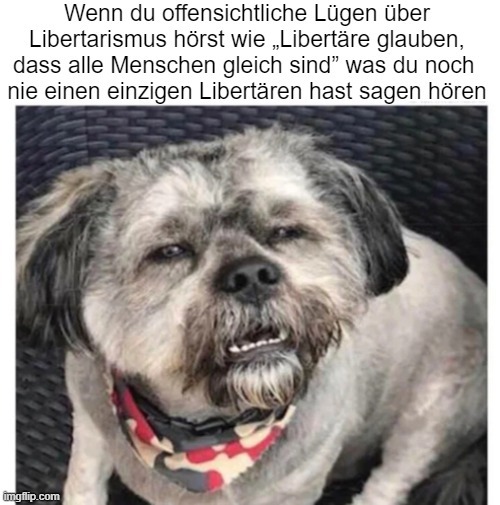 Wenn du offensichtliche Lügen über
Libertarismus hörst wie „Libertäre glauben,
dass alle Menschen gleich sind” was du noch
nie einen einzigen Libertären hast sagen hören
imgflip.com